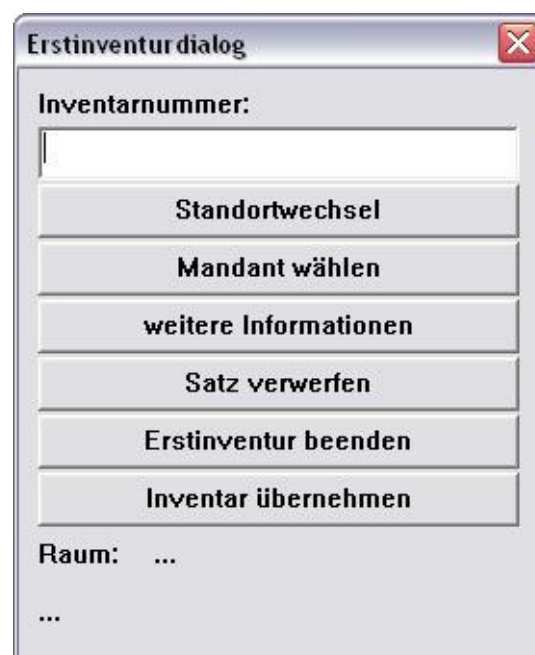 Erstinventurdialog
Inventarnummer:
Standortwechsel
Mandant wählen
weitere Informationen
Satz verwerfen
Erstinventur beenden
Inventar übernehmen
Raum: ...
...